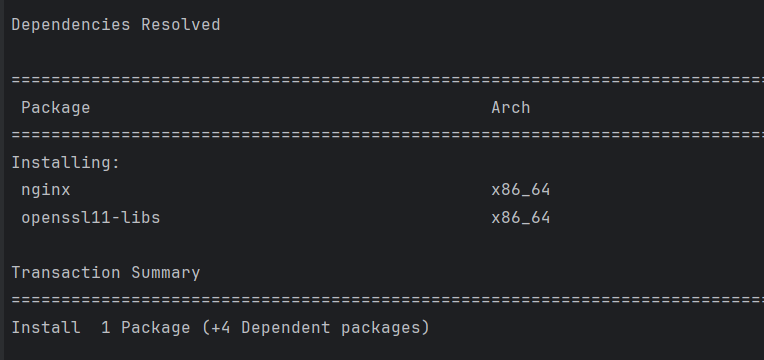 Dependencies Resolved
================================================================================
Package Arch
================================================================================
Installing:
nginx x86_64
openssl11-libs x86_64
Transaction Summary
================================================================================
Install  1 Package (+4 Dependent packages)